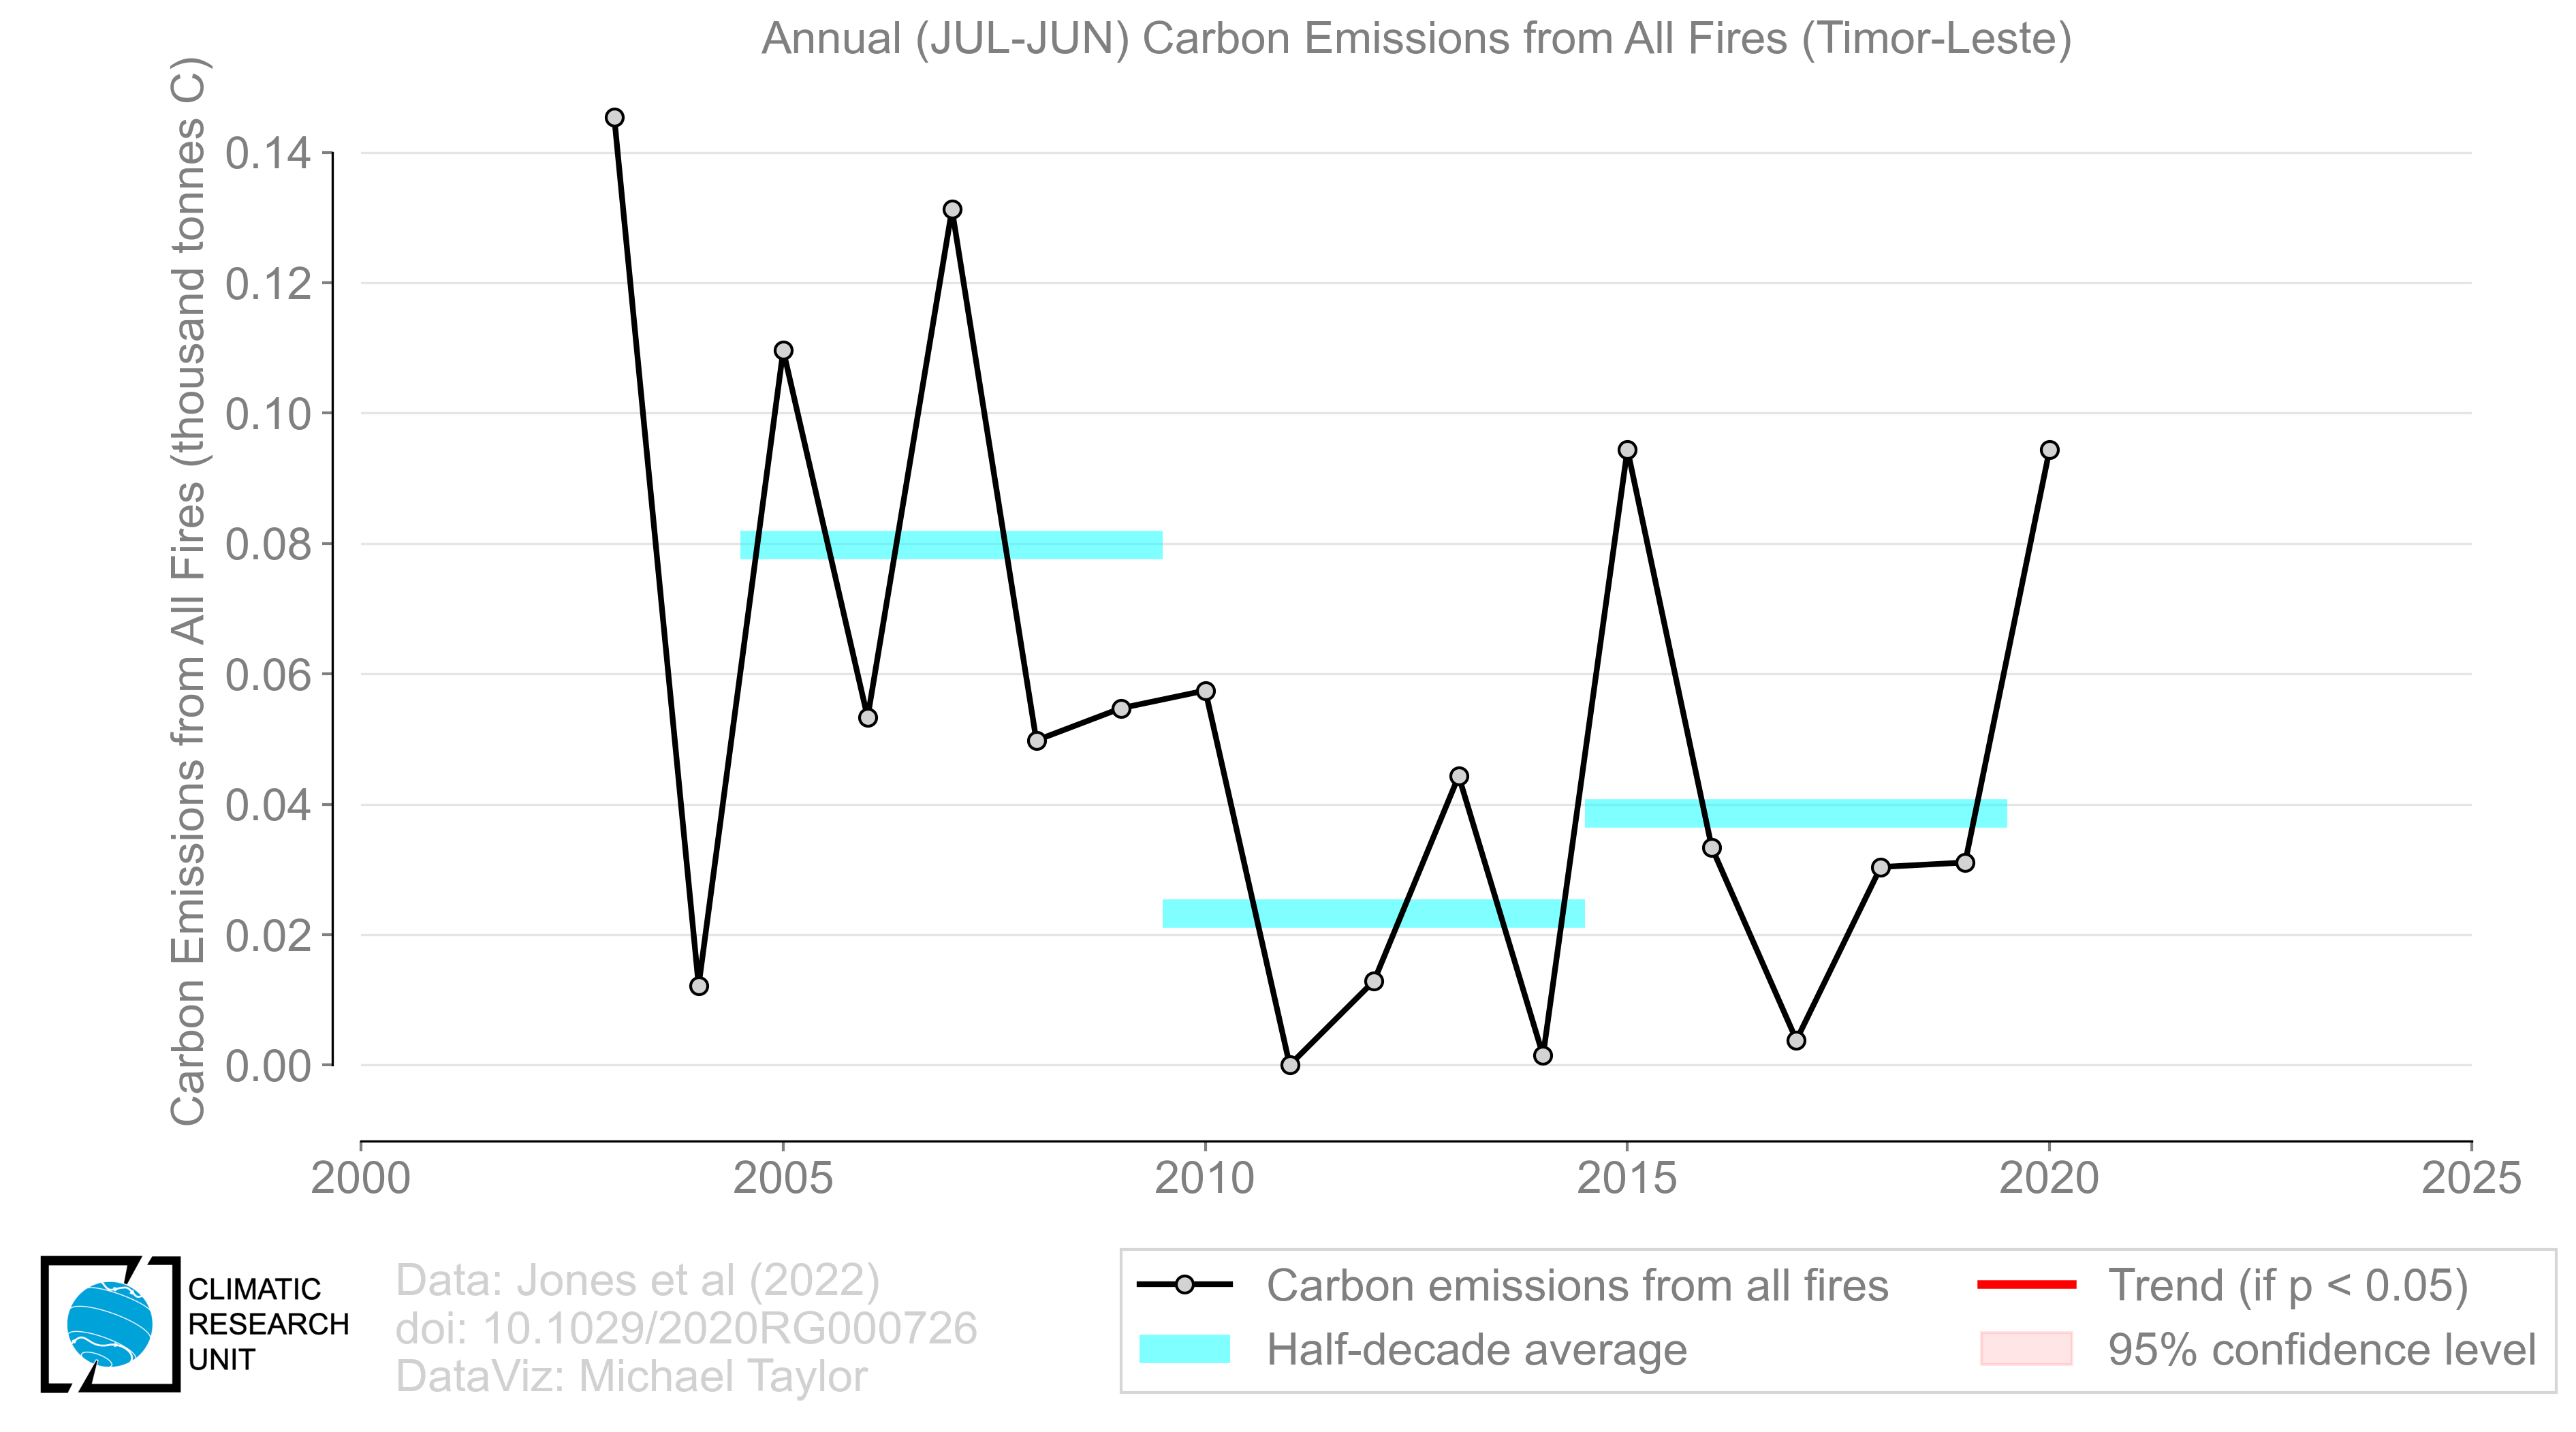 Annual (JUL-JUN) Carbon Emissions from All Fires (Timor-Leste)
Carbon Emissions from All Fires (thousand tonnes C)
0.14
0.12
0.10
0.08
0.06
0.04
0.02
0.00
2000 2005 2010 2015 2020 2025
CLIMATIC
RESEARCH
UNIT
Data: Jones et al (2022)
doi: 10.1029/2020RG000726
DataViz: Michael Taylor
Carbon emissions from all fires
Half-decade average
Trend (if p < 0.05)
95% confidence level